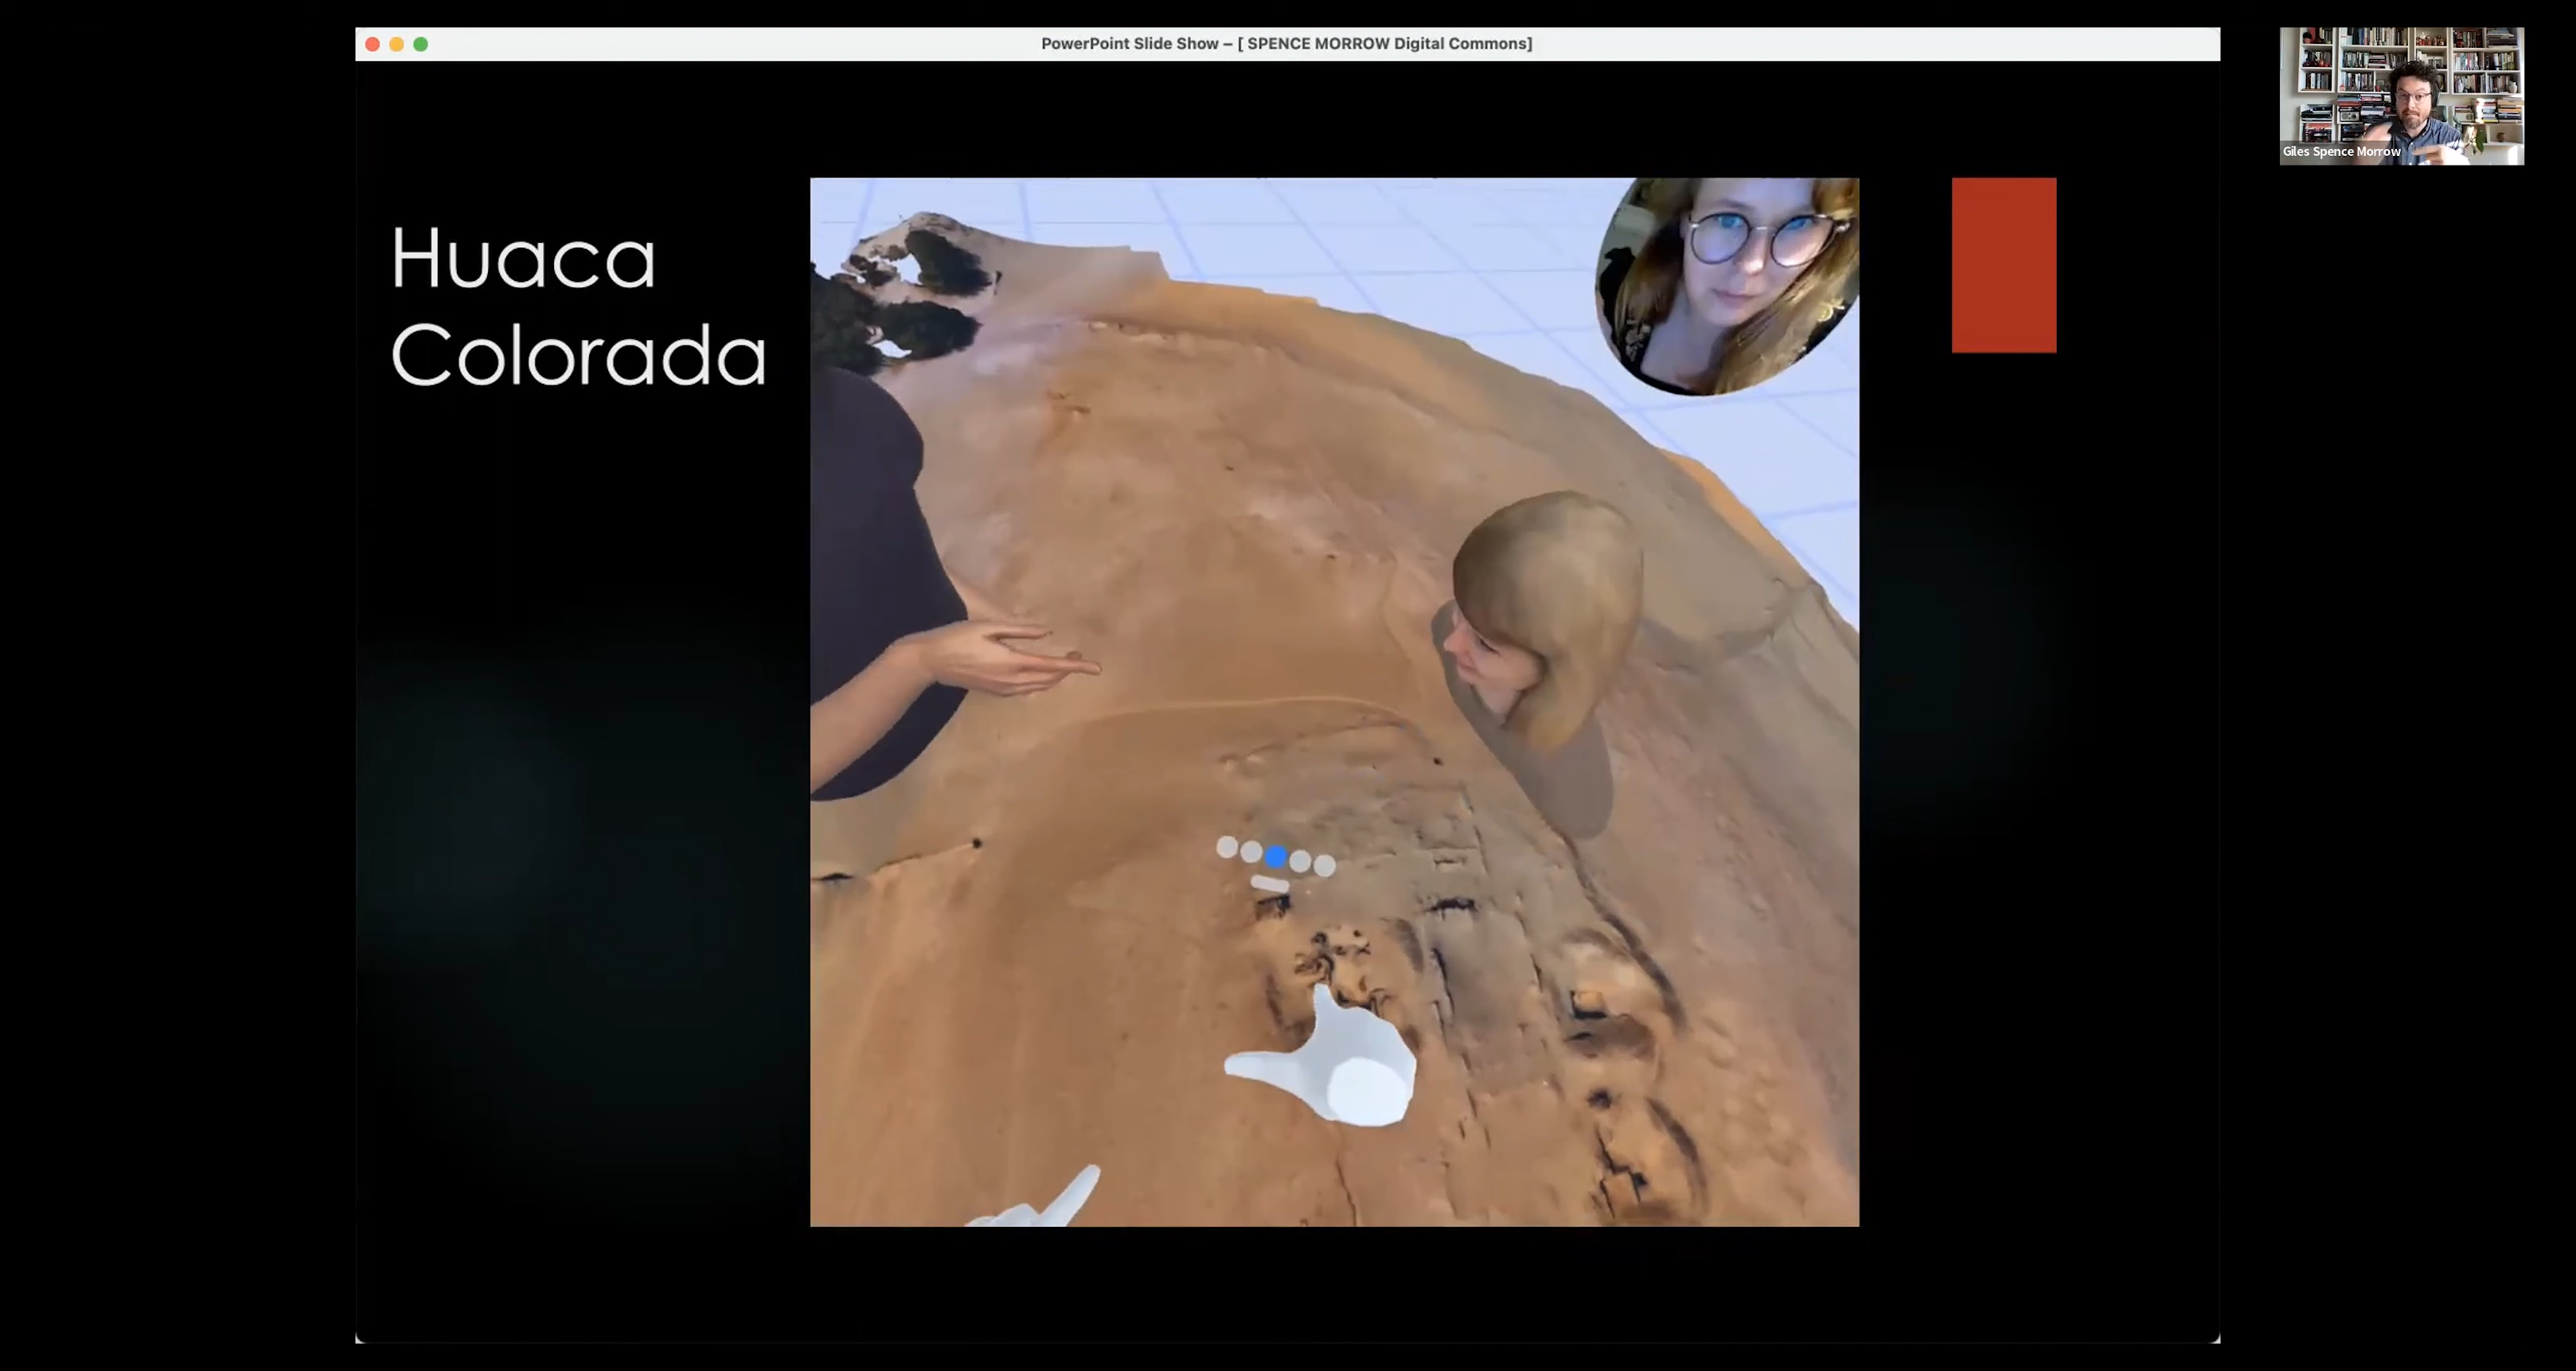 PowerPoint Slide Show – [ SPENCE MORROW Digital Commons]
Giles Spence Morrow
Huaca
Colorada